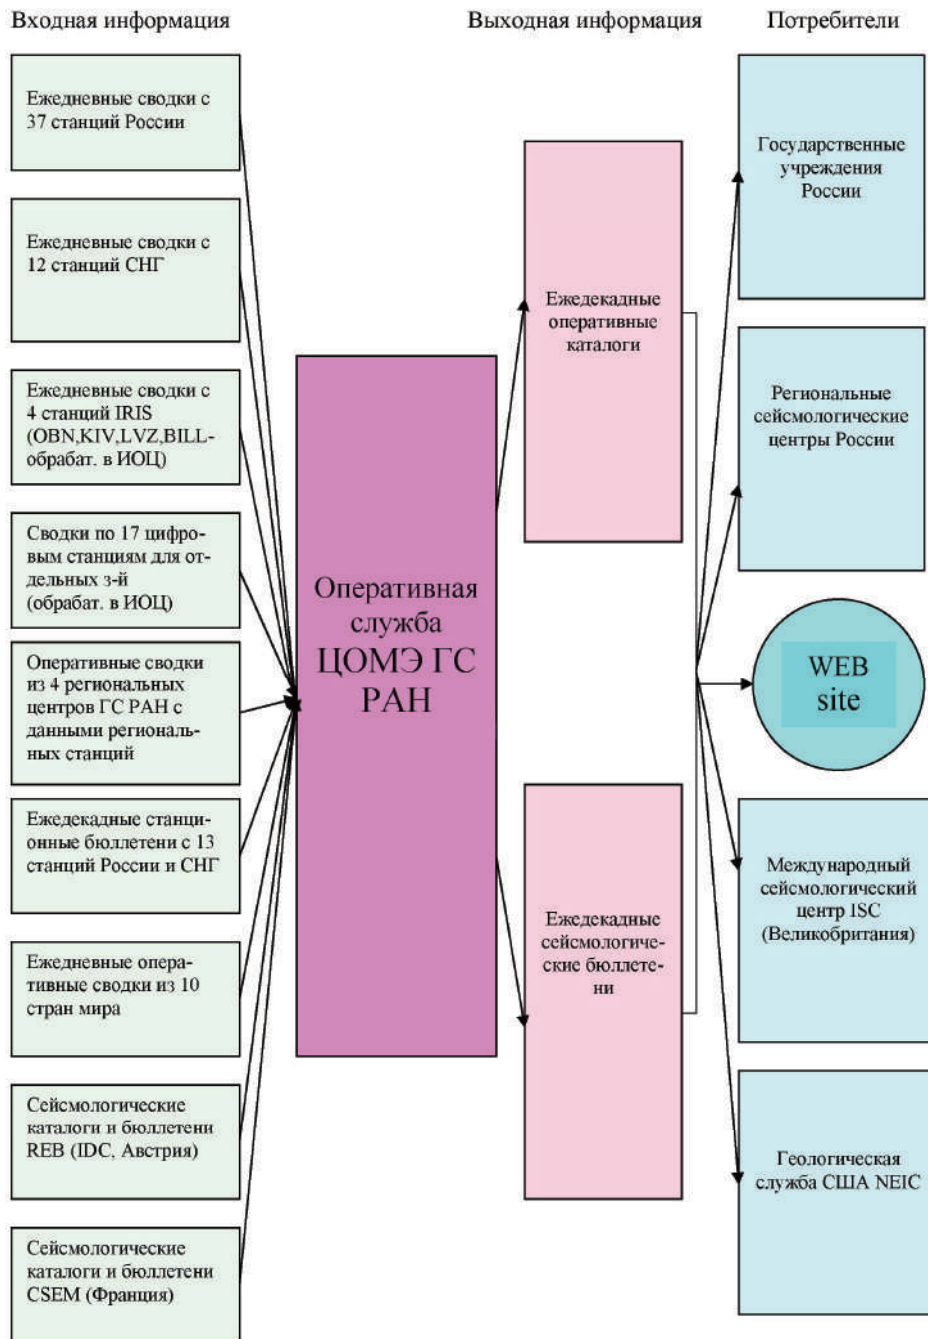 Входная информация
Выходная информация
Потребители
Ежедневные сводки с
37 станций России
Ежедневные сводки с
12 станций СНГ
Ежедневные сводки с
4 станций IRIS
(OBN,KIV,LVZ,BILL-
обрабат. в ИОЦ)
Сводки по 17 цифро-
вым станциям для от-
дельных з-й
(обрабат. в ИОЦ)
Оперативные сводки
из 4 региональных
центров ГС РАН с
данными региональ-
ных станций
Ежедекадные станци-
онные бюллетени с 13
станций России и СНГ
Ежедневные опера-
тивные сводки из 10
стран мира
Сейсмологические
каталоги и бюллетени
REB (IDC, Австрия)
Сейсмологические
каталоги и бюллетени
CSEM (Франция)
Оперативная
служба
ЦОМЭ ГС
РАН
Ежедекадные
оперативные
каталоги
Ежедекадные
сейсмологиче-
ские бюллете-
ни
Государственные
учреждения
России
Региональные
сейсмологические
центры России
WEB
site
Международный
сейсмологический
центр ISC
(Великобритания)
Геологическая
служба США NEIC